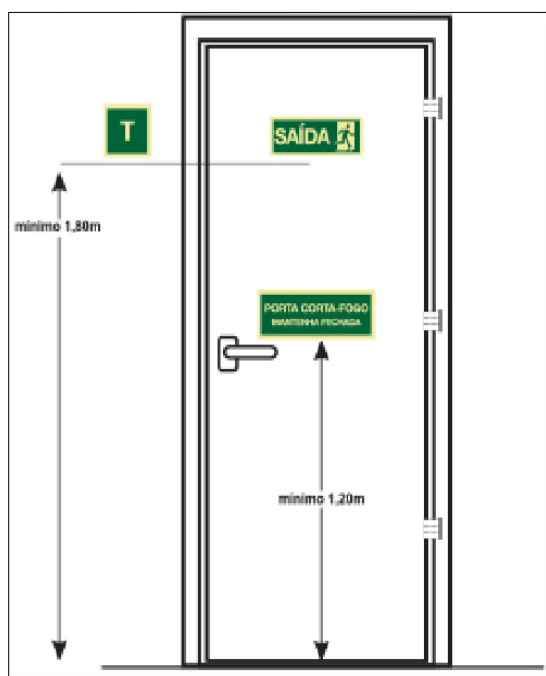 T
SAÍDA
mínimo 1,80m
PORTA CORTA-FOGO
MANTENHA FECHADA
mínimo 1,20m